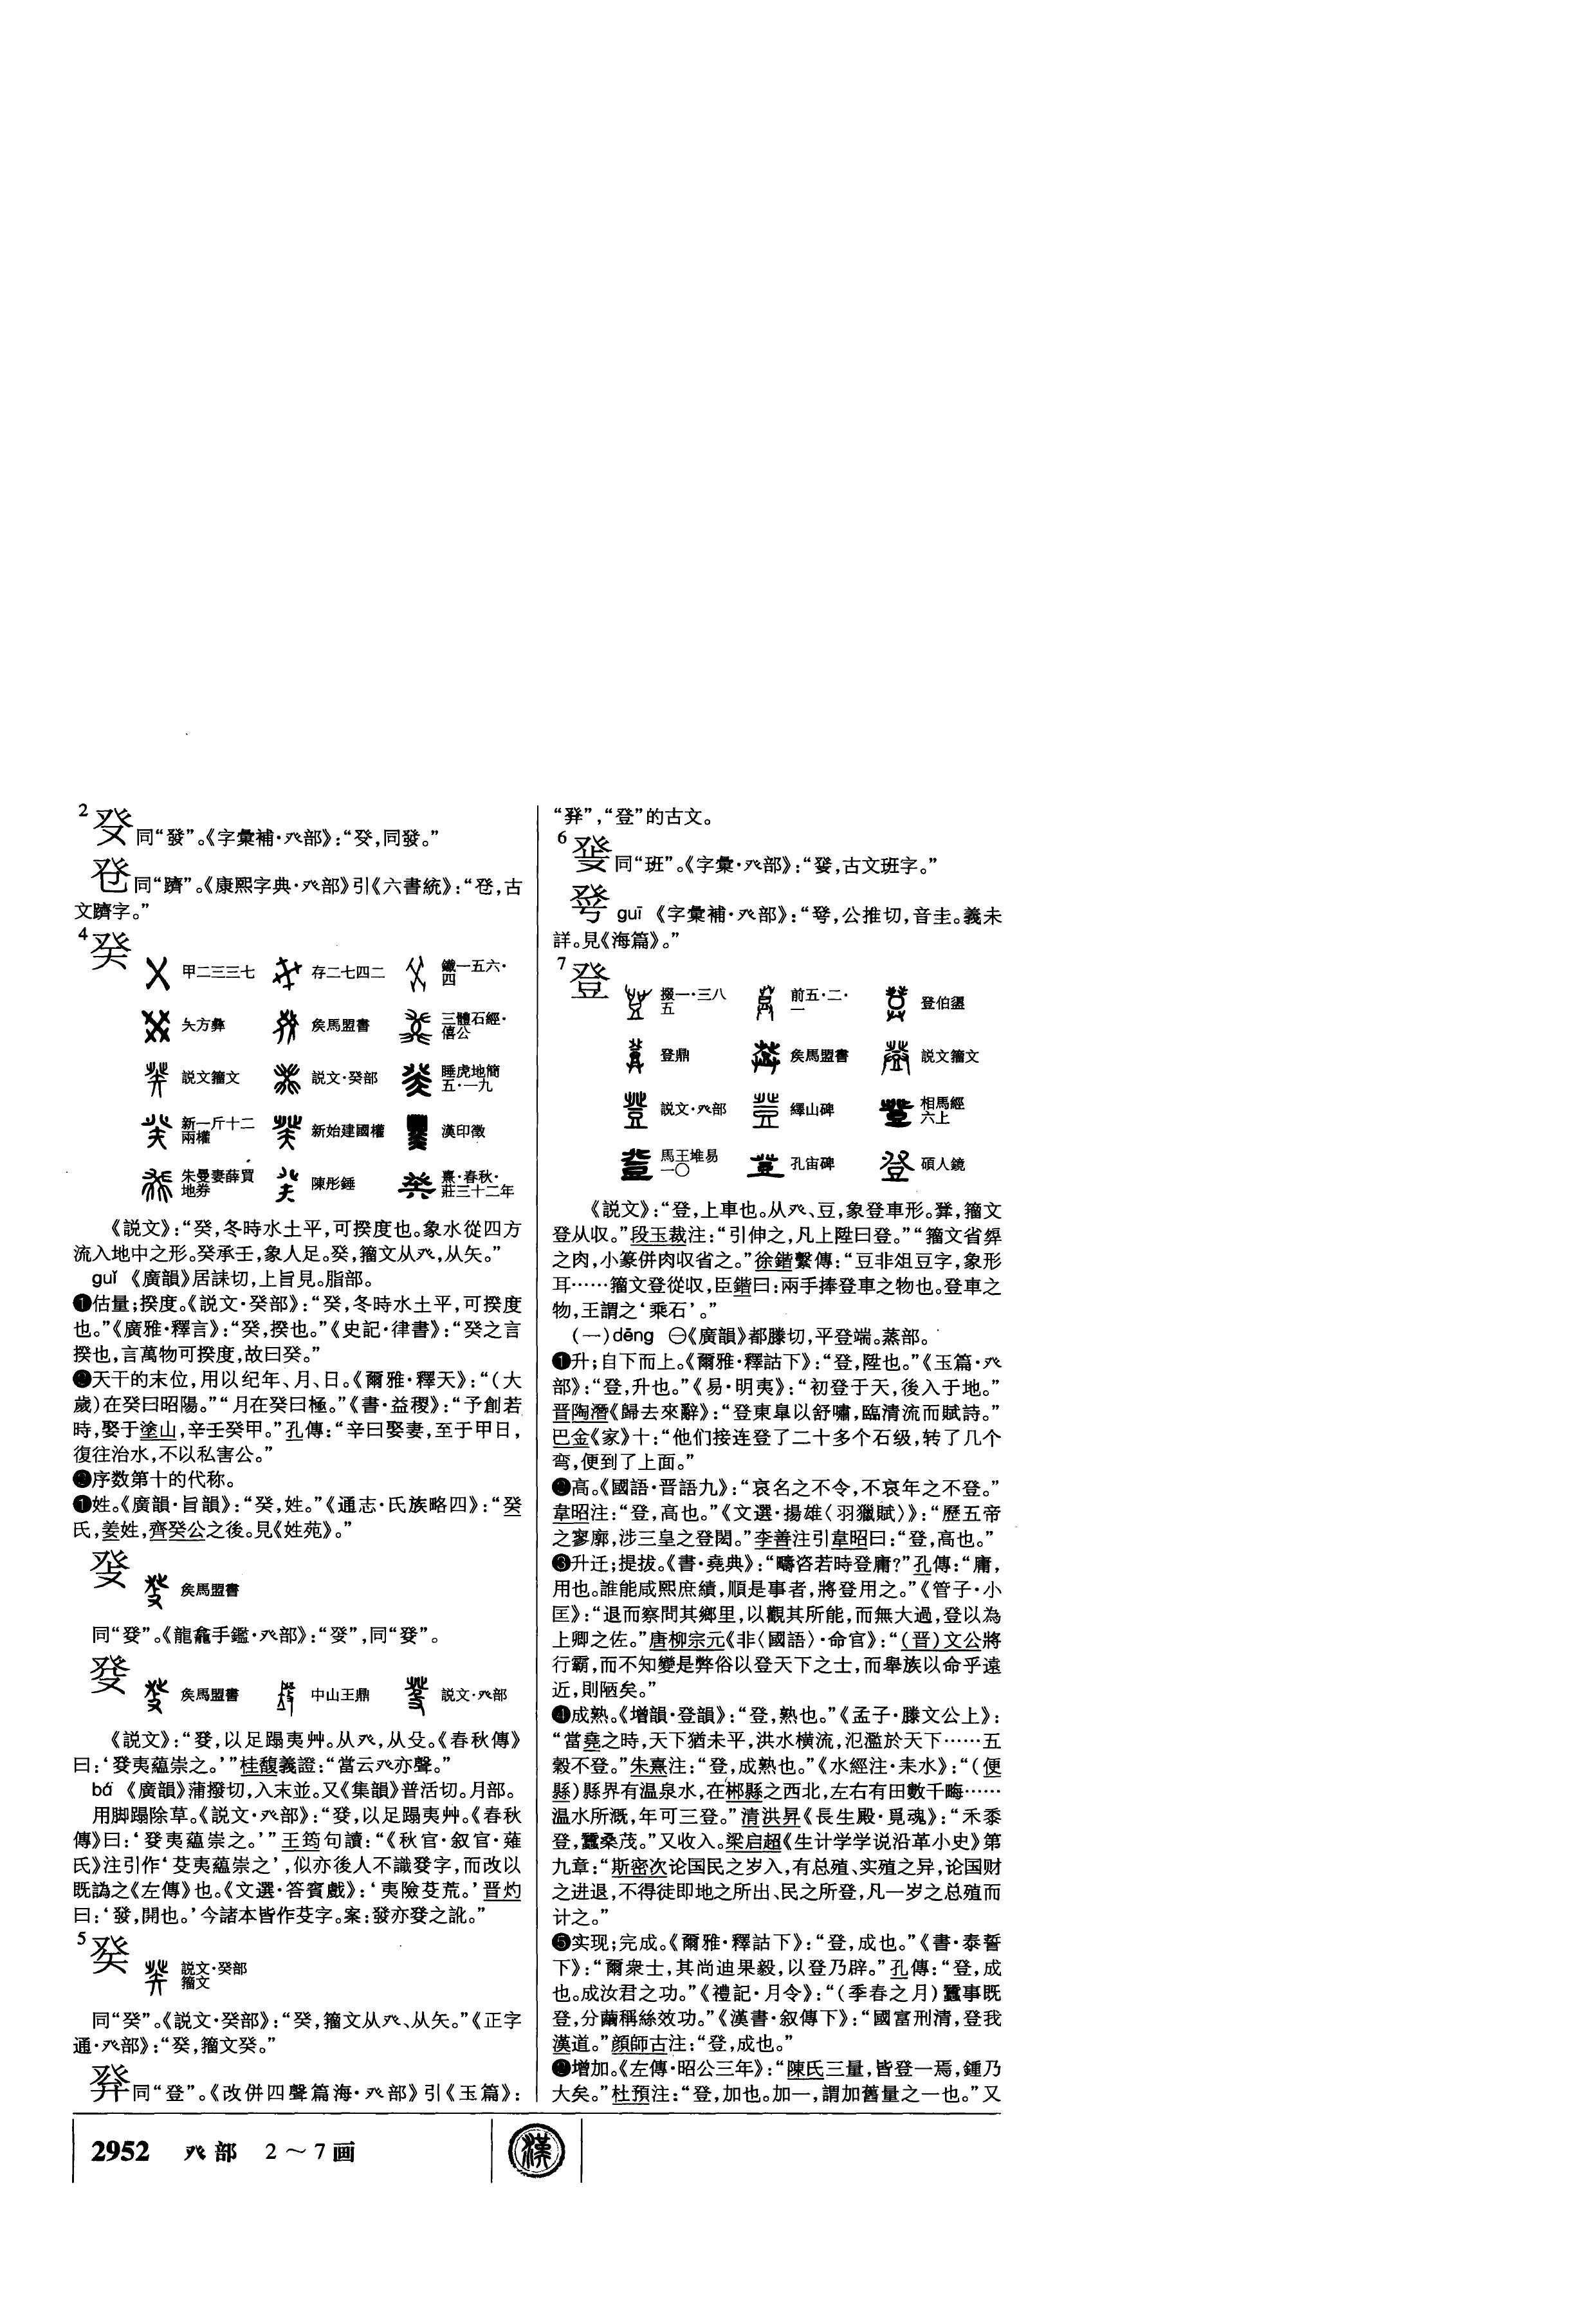 2
癹同“發”。《字彙補·癶部》：“癹，同發。”
同“躋”。《康熙字典·癶部》引《六書統》：“，古
文躋字。”
4
癸 甲二三三七 存二七四二 鐵一五六·四
矢方彝 矦馬盟書 三體石經·僖公
説文籀文 説文·癸部 睡虎地簡五·一九
新一斤十二兩權 新始建國權 漢印徵
朱曼妻薛買地券 陳彤鍾 熹·春秋·莊三十二年
《説文》：“癸，冬時水土平，可揆度也。象水從四方
流入地中之形。癸承壬，象人足。，籀文从癶，从矢。”
guǐ 《廣韻》居誄切，上旨見。脂部。
❶估量；揆度。《説文·癸部》：“癸，冬時水土平，可揆度
也。”《廣雅·釋言》：“癸，揆也。”《史記·律書》：“癸之言
揆也，言萬物可揆度，故曰癸。”
❷天干的末位，用以纪年、月、日。《爾雅·釋天》：“（大
歲）在癸曰昭陽。”“月在癸曰極。”《書·益稷》：“予創若
時，娶于塗山，辛壬癸甲。”孔傳：“辛日娶妻，至于甲日，
復往治水，不以私害公。”
序数第十的代称。
姓。《廣韻·旨韻》：“癸，姓。”《通志·氏族略四》：“癸
氏，姜姓，齊癸公之後。見《姓苑》。”
矦馬盟書
同“癹”。《龍龕手鑑·癶部》：“”，同“癹”。
癹 矦馬盟書 中山王鼎 説文·癶部
《説文》：“癹，以足蹋夷艸。从癶，从殳。《春秋傳》
曰：‘癹夷蘊崇之。’”桂馥義證：“當云癶亦聲。”
bá 《廣韻》蒲撥切，入末並。又《集韻》普活切。月部。
用脚蹋除草。《説文·癶部》：“癹，以足蹋夷艸。《春秋
傳》曰：‘癹夷蘊崇之。’”王筠句讀：“《秋官·叙官·薙
氏》注引作‘芟夷蘊崇之’，似亦後人不識癹字，而改以
既譌之《左傳》也。《文選·答賓戲》：‘夷險芟荒。’晋灼
曰：‘發，開也。’今諸本皆作芟字。案：發亦癹之訛。”
5
説文·癸部籀文
同“癸”。《説文·癸部》：“，籀文从癶、从矢。”《正字
通·癶部》：“，籀文癸。”
同“登”。《改併四聲篇海·癶部》引《玉篇》：
“”，“登”的古文。
6
同“班”。《字彙·癶部》：“，古文班字。”
guī 《字彙補·癶部》：“，公推切，音圭。義未
詳。見《海篇》。”
7
登 掇一·三八五 前五·二·一 登伯盨
登鼎 矦馬盟書 説文籀文
説文·癶部 繹山碑 相馬經六上
馬王堆易一〇 孔宙碑 碩人鏡
《説文》：“登，上車也。从癶、豆，象登車形。，籀文
登从収。”段玉裁注：“引伸之，凡上陞曰登。”“籀文省
之肉，小篆併肉収省之。”徐鍇繫傳：“豆非俎豆字，象形
耳……籀文登從収，臣鍇曰：兩手捧登車之物也。登車之
物，王謂之‘乘石’。”
（一）dēng ㊀《廣韻》都滕切，平登端。蒸部。
❶升；自下而上。《爾雅·釋詁下》：“登，陞也。”《玉篇·癶
部》：“登，升也。”《易·明夷》：“初登于天，後入于地。”
晋陶潛《歸去來辭》：“登東皐以舒嘯，臨清流而賦詩。”
巴金《家》十：“他们接连登了二十多个石级，转了几个
弯，便到了上面。”
❷高。《國語·晋語九》：“哀名之不令，不哀年之不登。”
韋昭注：“登，高也。”《文選·揚雄〈羽獵賦〉》：“歷五帝
之寥廓，涉三皇之登閎。”李善注引韋昭曰：“登，高也。”
❸升迁；提拔。《書·堯典》：“疇咨若時登庸？”孔傳：“庸，
用也。誰能咸熙庶績，順是事者，將登用之。”《管子·小
匡》：“退而察問其鄉里，以觀其所能，而無大過，登以為
上卿之佐。”唐柳宗元《非〈國語〉·命官》：“（晋）文公將
行霸，而不知變是弊俗以登天下之士，而舉族以命乎遠
近，則陋矣。”
❹成熟。《增韻·登韻》：“登，熟也。”《孟子·滕文公上》：
“當堯之時，天下猶未平，洪水横流，氾濫於天下……五
穀不登。”朱熹注：“登，成熟也。”《水經注·耒水》：“（便
縣）縣界有温泉水，在郴縣之西北，左右有田數千畮……
温水所溉，年可三登。”清洪昇《長生殿·覓魂》：“禾黍
登，蠶桑茂。”又收入。梁启超《生计学学说沿革小史》第
九章：“斯密次论国民之岁入，有总殖、实殖之异，论国财
之进退，不得徒即地之所出、民之所登，凡一岁之总殖而
计之。”
❺实现；完成。《爾雅·釋詁下》：“登，成也。”《書·泰誓
下》：“爾衆士，其尚迪果毅，以登乃辟。”孔傳：“登，成
也。成汝君之功。”《禮記·月令》：“（季春之月）蠶事既
登，分繭稱絲效功。”《漢書·叙傳下》：“國富刑清，登我
漢道。”顔師古注：“登，成也。”
增加。《左傳·昭公三年》：“陳氏三量，皆登一焉，鍾乃
大矣。”杜預注：“登，加也。加一，謂加舊量之一也。”又
2952 癶部 2～7画
漢